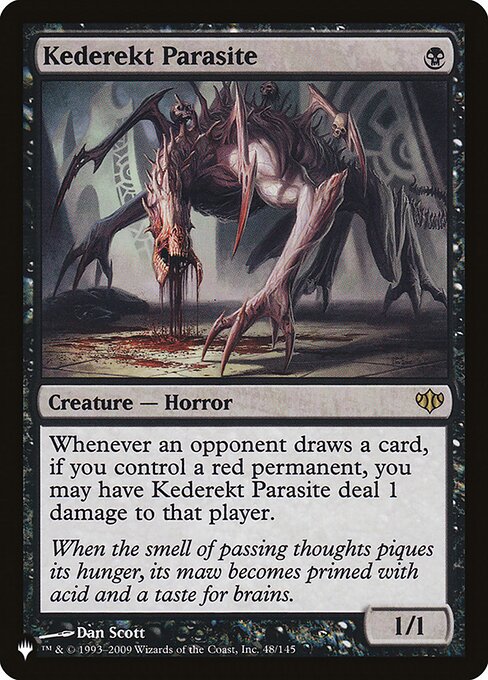 Kederekt Parasite
Creature — Horror
Whenever an opponent draws a card,
if you control a red permanent, you
may have Kederekt Parasite deal 1
damage to that player.
When the smell of passing thoughts piques
its hunger, its maw becomes primed with
acid and a taste for brains.
1/1
Dan Scott
™ & © 1993–2009 Wizards of the Coast, Inc. 48/145